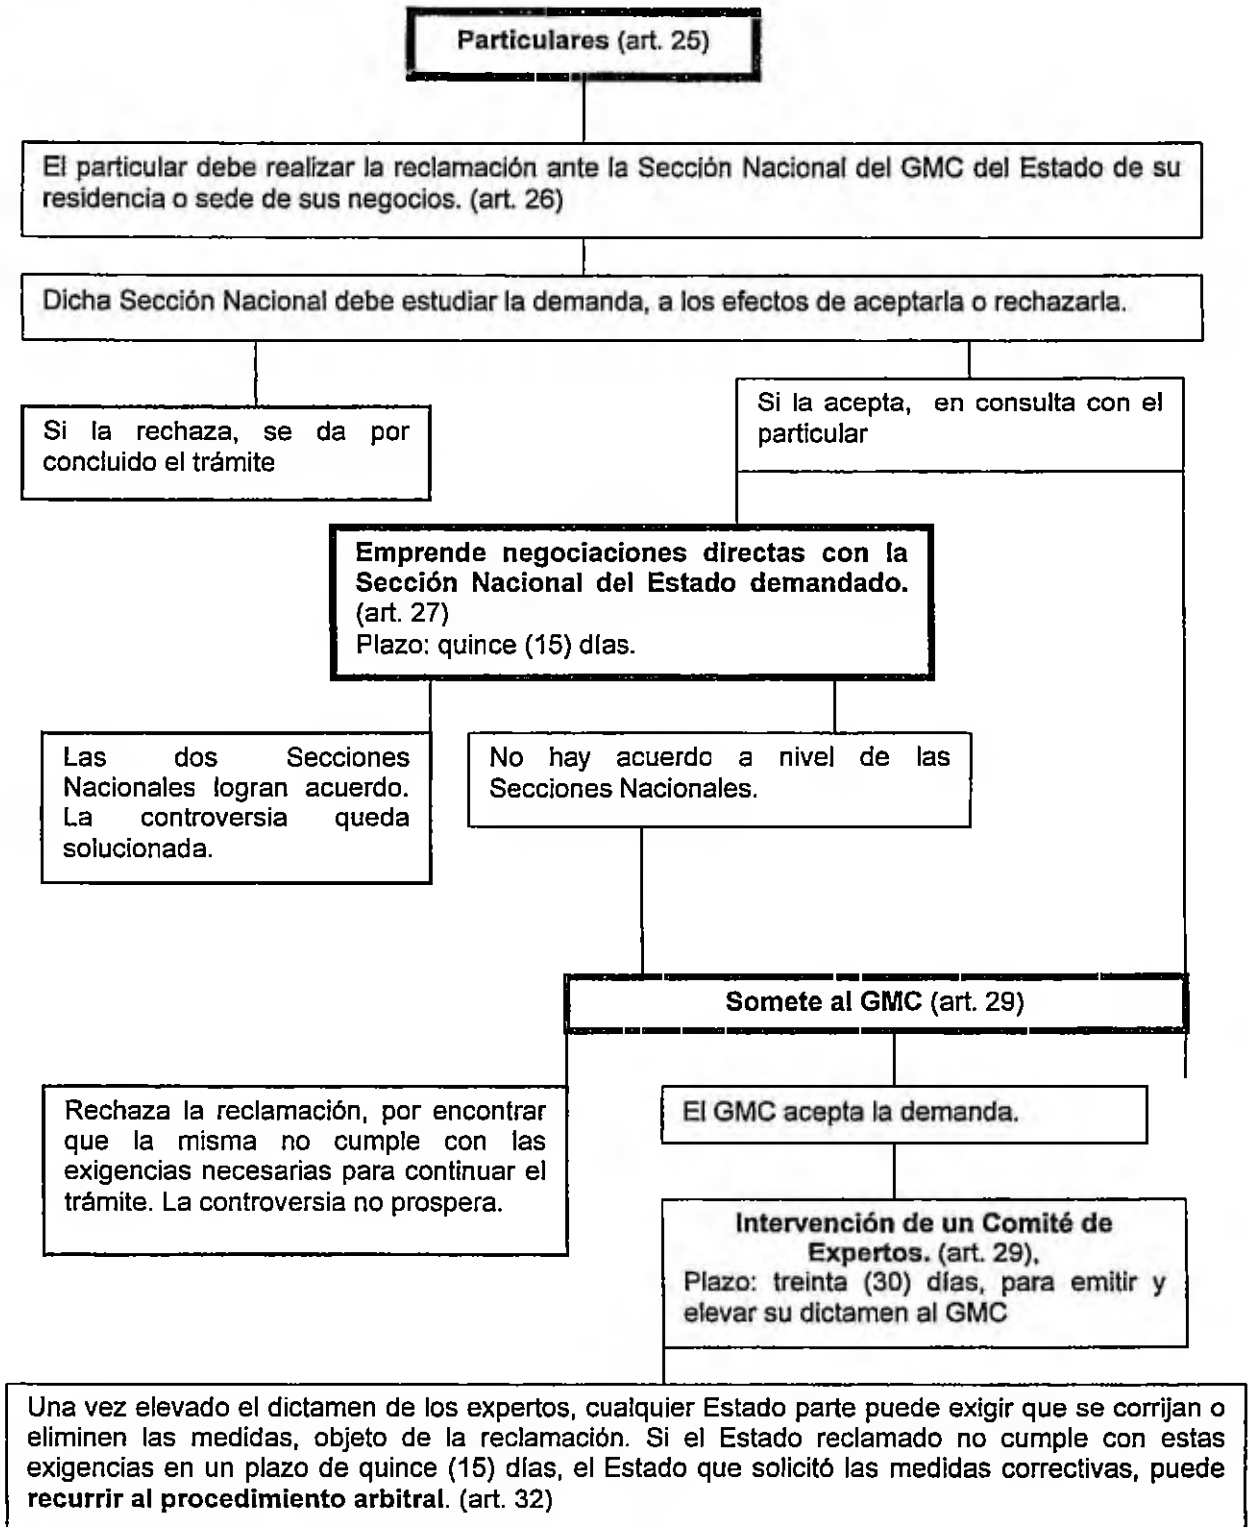 Particulares (art. 25)
El particular debe realizar la reclamación ante la Sección Nacional del GMC del Estado de su
residencia o sede de sus negocios. (art. 26)
Dicha Sección Nacional debe estudiar la demanda, a los efectos de aceptarla o rechazarla.
Si la rechaza, se da por
concluido el trámite
Si la acepta, en consulta con el
particular
Emprende negociaciones directas con la
Sección Nacional del Estado demandado.
(art. 27)
Plazo: quince (15) días.
Las dos Secciones
Nacionales logran acuerdo.
La controversia queda
solucionada.
No hay acuerdo a nivel de las
Secciones Nacionales.
Somete al GMC (art. 29)
Rechaza la reclamación, por encontrar
que la misma no cumple con las
exigencias necesarias para continuar el
trámite. La controversia no prospera.
El GMC acepta la demanda.
Intervención de un Comité de
Expertos. (art. 29),
Plazo: treinta (30) días, para emitir y
elevar su dictamen al GMC
Una vez elevado el dictamen de los expertos, cualquier Estado parte puede exigir que se corrijan o
eliminen las medidas, objeto de la reclamación. Si el Estado reclamado no cumple con estas
exigencias en un plazo de quince (15) días, el Estado que solicitó las medidas correctivas, puede
recurrir al procedimiento arbitral. (art. 32)